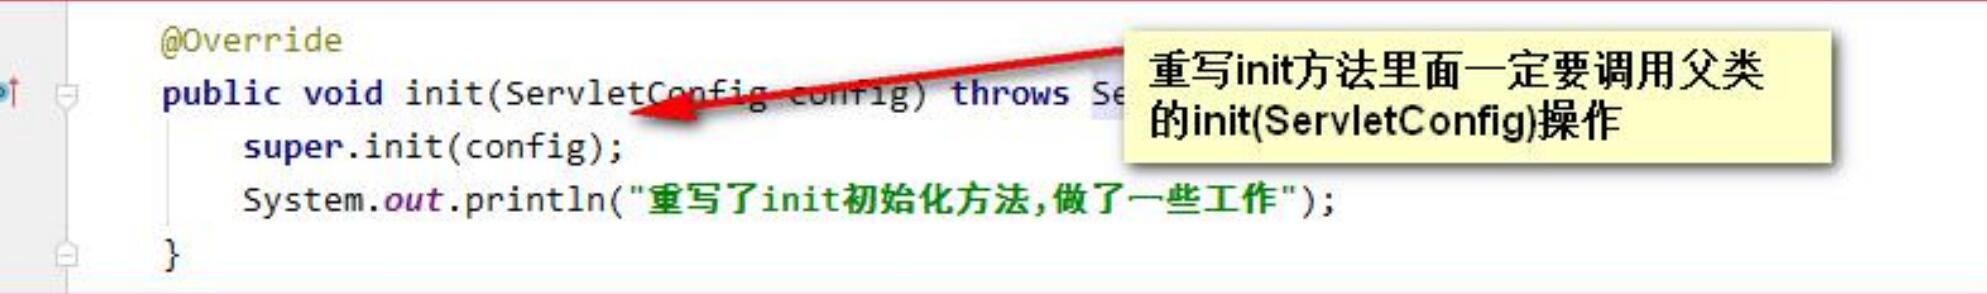 @Override
public void init(ServletConfig config) throws Se
重写init方法里面一定要调用父类
的init(ServletConfig)操作
super.init(config);
System.out.println("重写了init初始化方法,做了一些工作");
}